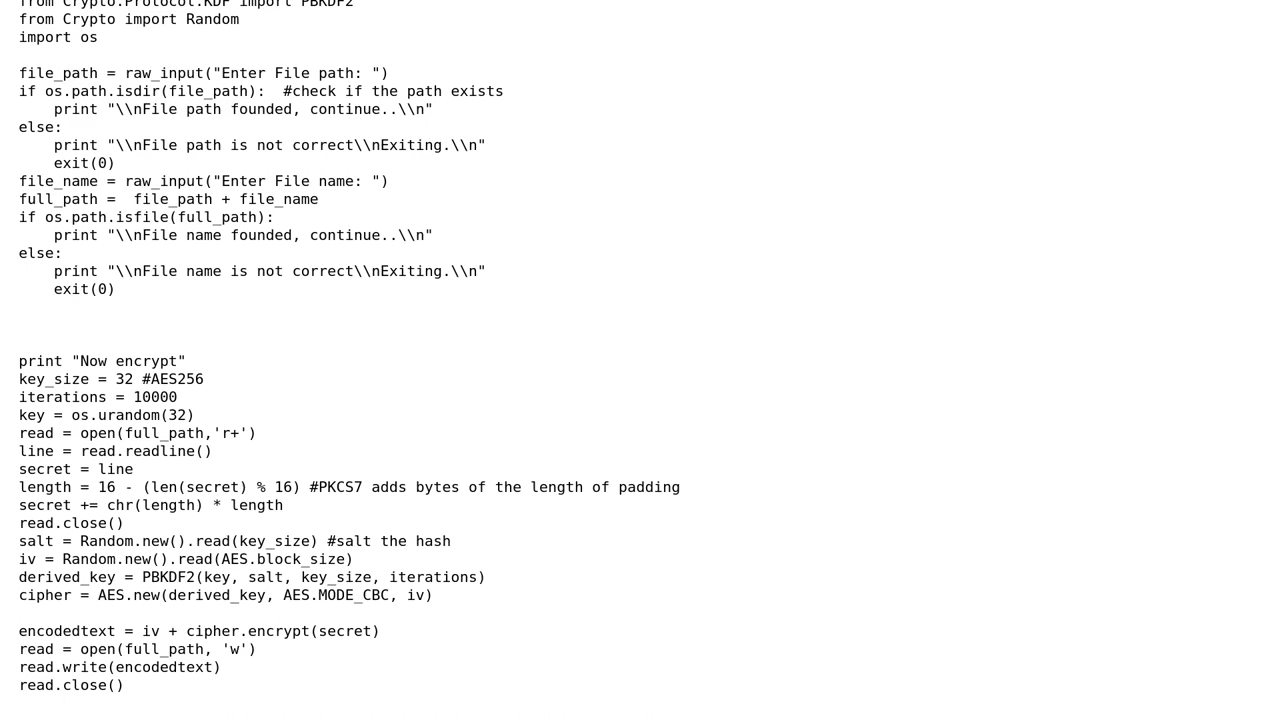 from Crypto.Protocol.KDF import PBKDF2
from Crypto import Random
import os
file_path = raw_input("Enter File path: ")
if os.path.isdir(file_path):  #check if the path exists
    print "\\nFile path founded, continue..\\n"
else:
    print "\\nFile path is not correct\\nExiting.\\n"
    exit(0)
file_name = raw_input("Enter File name: ")
full_path =  file_path + file_name
if os.path.isfile(full_path):
    print "\\nFile name founded, continue..\\n"
else:
    print "\\nFile name is not correct\\nExiting.\\n"
    exit(0)
print "Now encrypt"
key_size = 32 #AES256
iterations = 10000
key = os.urandom(32)
read = open(full_path,'r+')
line = read.readline()
secret = line
length = 16 - (len(secret) % 16) #PKCS7 adds bytes of the length of padding
secret += chr(length) * length
read.close()
salt = Random.new().read(key_size) #salt the hash
iv = Random.new().read(AES.block_size)
derived_key = PBKDF2(key, salt, key_size, iterations)
cipher = AES.new(derived_key, AES.MODE_CBC, iv)
encodedtext = iv + cipher.encrypt(secret)
read = open(full_path, 'w')
read.write(encodedtext)
read.close()